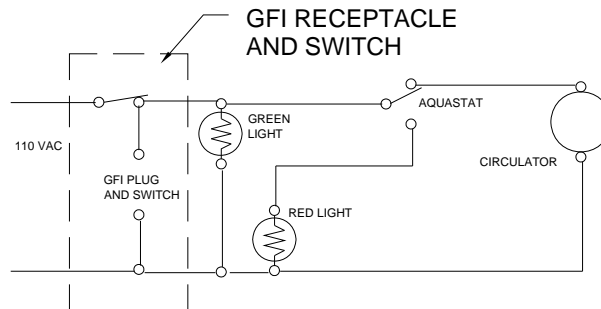 GFI RECEPTACLE
AND SWITCH
GREEN
LIGHT
AQUASTAT
110 VAC
CIRCULATOR
GFI PLUG
AND SWITCH
RED LIGHT